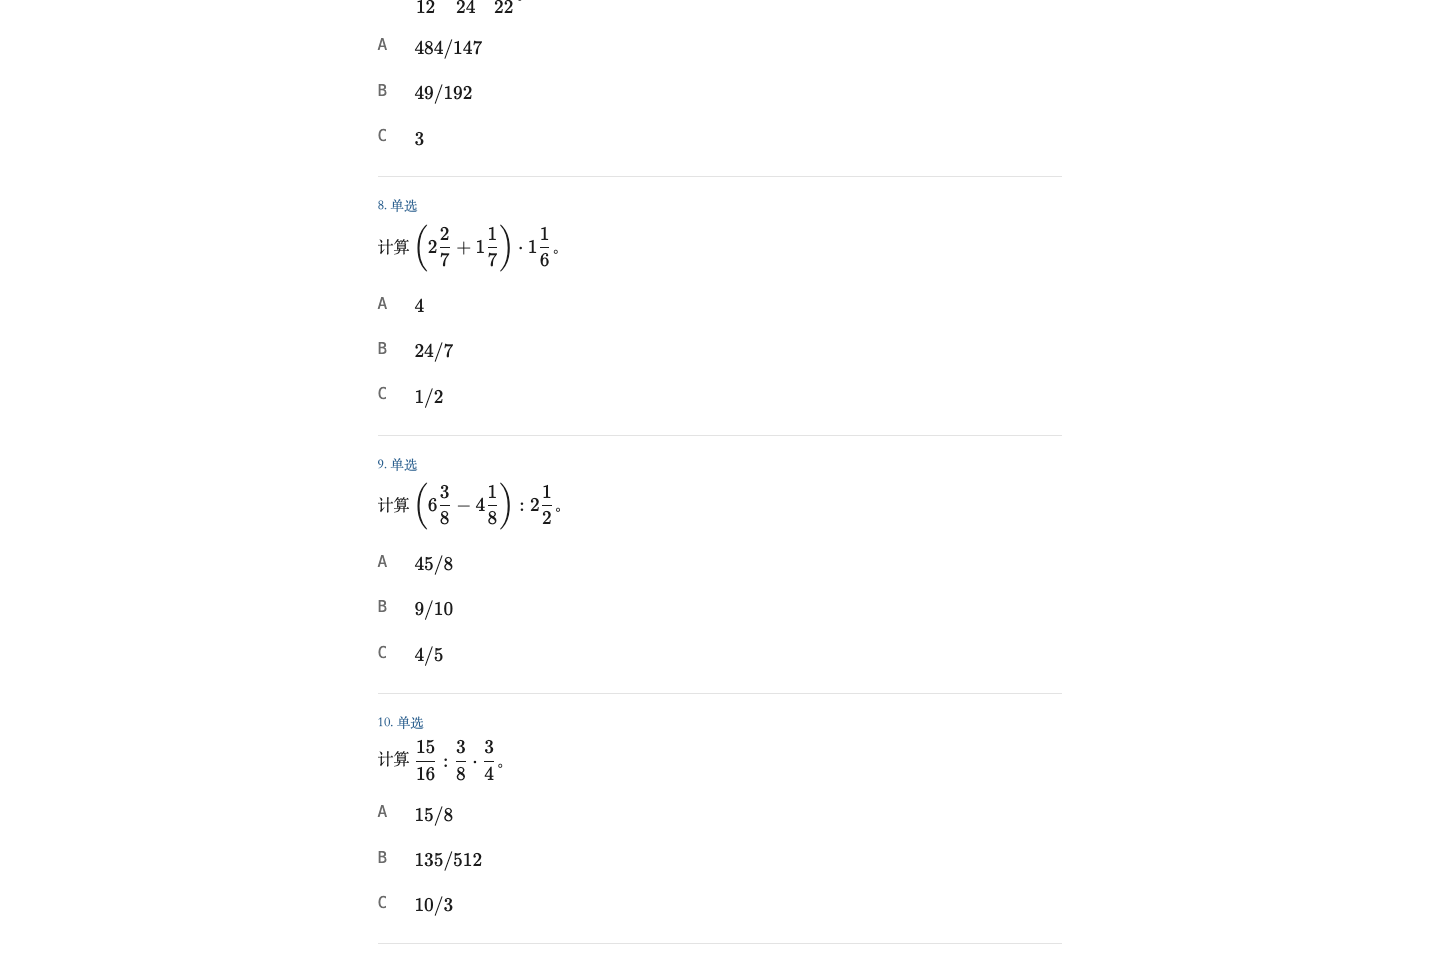 12 24 22
A 484/147
B 49/192
C 3
8. 单选
计算 (2 2/7 + 1 1/7) · 1 1/6。
A 4
B 24/7
C 1/2
9. 单选
计算 (6 3/8 − 4 1/8) : 2 1/2。
A 45/8
B 9/10
C 4/5
10. 单选
计算 15/16 : 3/8 · 3/4。
A 15/8
B 135/512
C 10/3